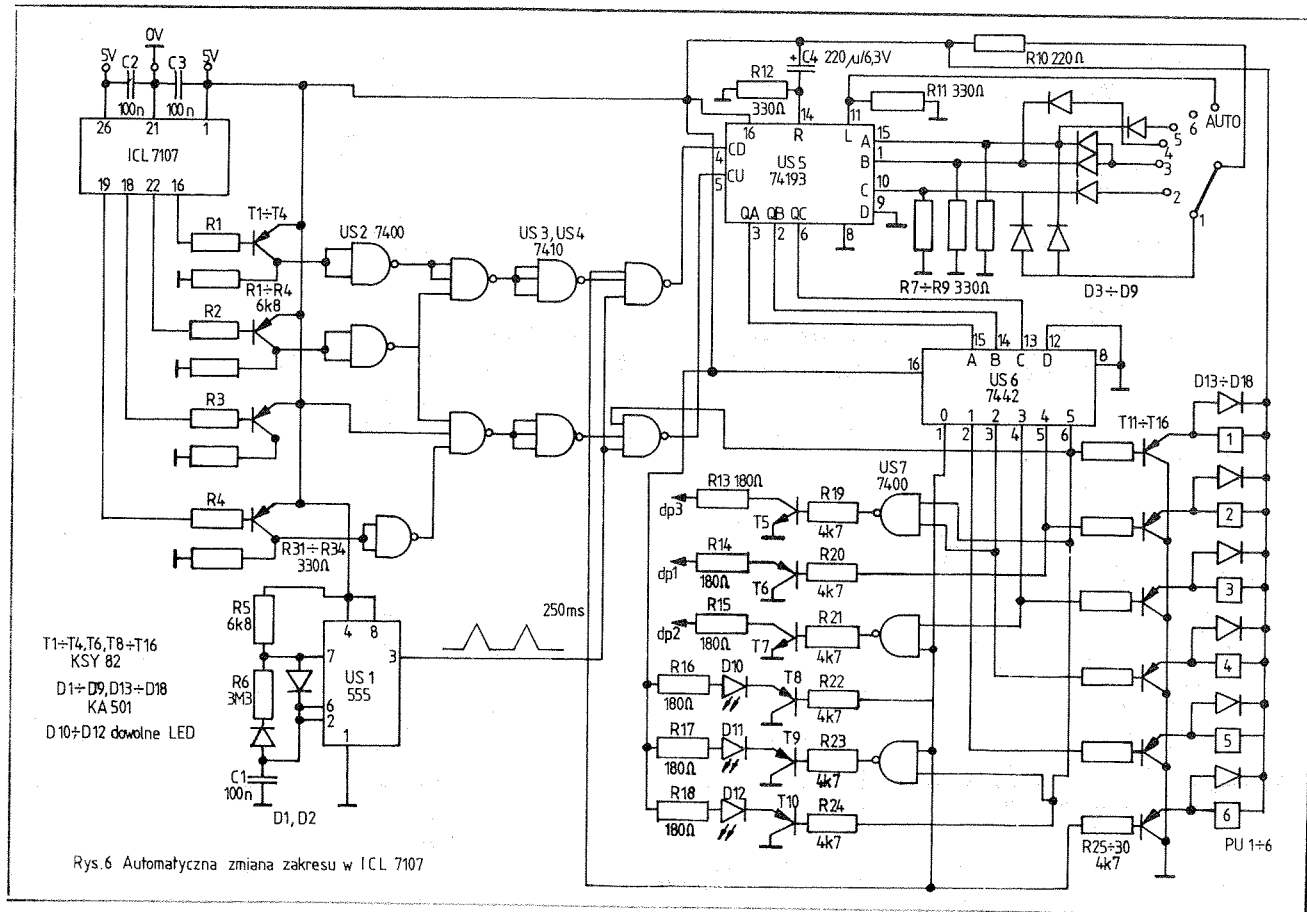 0V
5V
C2
C3
5V
100n
100n
26
21
1
ICL 7107
19
18
22
16
R1
T1÷T4
R1÷R4
6k8
R2
R3
R4
R31÷R34
330Ω
US2 7400
US3, US4
7410
R5
6k8
R6
3M3
C1
100n
D1, D2
4
8
7
3
US1
555
6
2
1
250ms
T1÷T4,T6,T8÷T16
KSY 82
D1÷D9,D13÷D18
KA 501
D10÷D12 dowolne LED
C4
220µ/6,3V
+
R12
330Ω
R11 330Ω
R10 220Ω
16
14
11
R
L
CD
4
CU
5
US5
74193
A
15
B
1
C
10
D
9
QA
QB
QC
3
2
6
8
R7÷R9 330Ω
D3÷D9
AUTO
6
5
4
3
2
1
15
14
13
12
A
B
C
D
16
8
US6
7442
0
1
2
3
4
5
1
2
3
4
5
6
D13÷D18
T11÷T16
1
2
3
4
5
6
PU 1÷6
R25÷30
4k7
US7
7400
dp3
R13 180Ω
T5
R19
4k7
dp1
R14
180Ω
T6
R20
4k7
dp2
R15
180Ω
T7
R21
4k7
R16
180Ω
D10
T8
R22
4k7
R17
180Ω
D11
T9
R23
4k7
R18
180Ω
D12
T10
R24
4k7
Rys.6 Automatyczna zmiana zakresu w ICL 7107